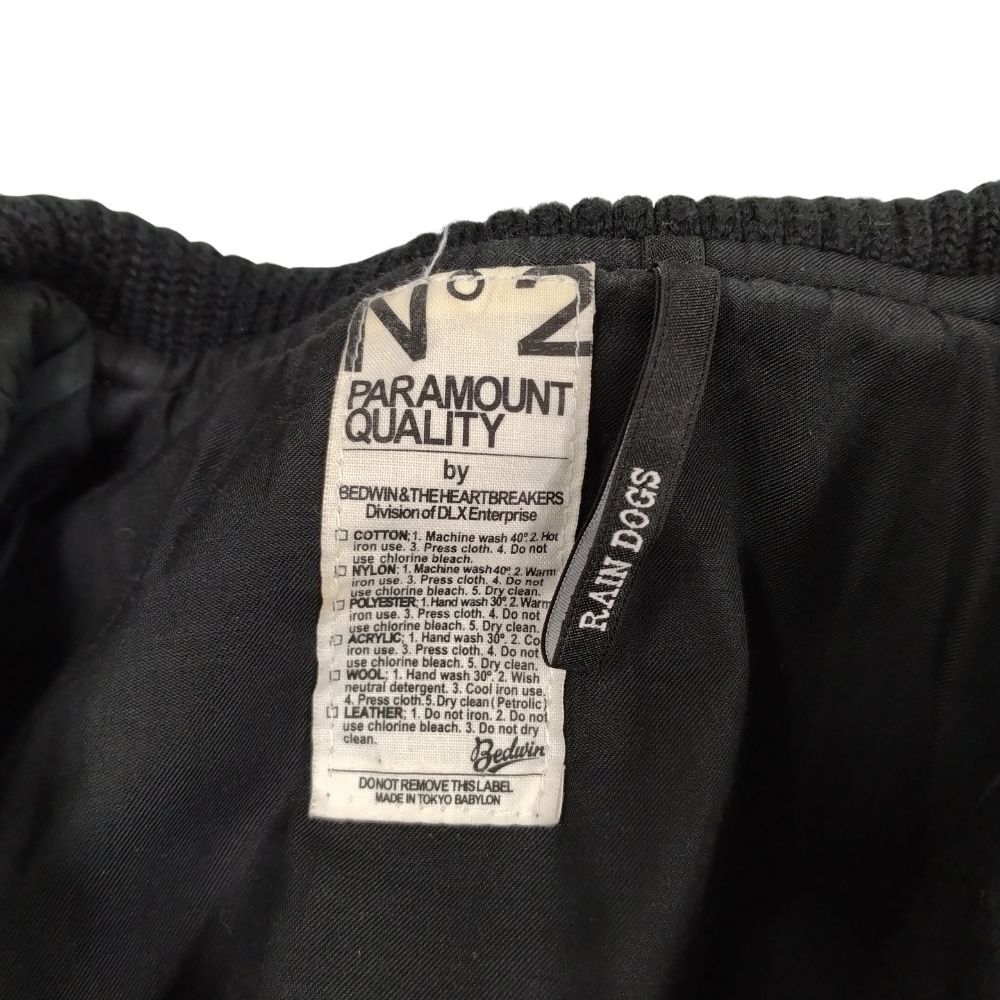 N° 2
PARAMOUNT
QUALITY
by
BEDWIN&THEHEARTBREAKERS
Division of DLX Enterprise
COTTON; 1. Machine wash 40° 2. Hot
iron use. 3. Press cloth. 4. Do not
use chlorine bleach.
NYLON; 1. Machine wash 40° 2. Warm
iron use. 3. Press cloth. 4. Do not
use chlorine bleach. 5. Dry clean.
POLYESTER; 1. Hand wash 30° 2. Warm
iron use. 3. Press cloth. 4. Do not
use chlorine bleach. 5. Dry clean.
ACRYLIC; 1. Hand wash 30° 2. Co
iron use. 3. Press cloth. 4. Do not
use chlorine bleach. 5. Dry clean.
WOOL; 1. Hand wash 30° 2. Wish
neutral detergent. 3. Cool iron use.
4. Press cloth. 5. Dry clean (Petrolic)
LEATHER; 1. Do not iron. 2. Do not
use chlorine bleach. 3. Do not dry
clean.
Bedwin
DO NOT REMOVE THIS LABEL
MADE IN TOKYO BABYLON
RAIN DOGS